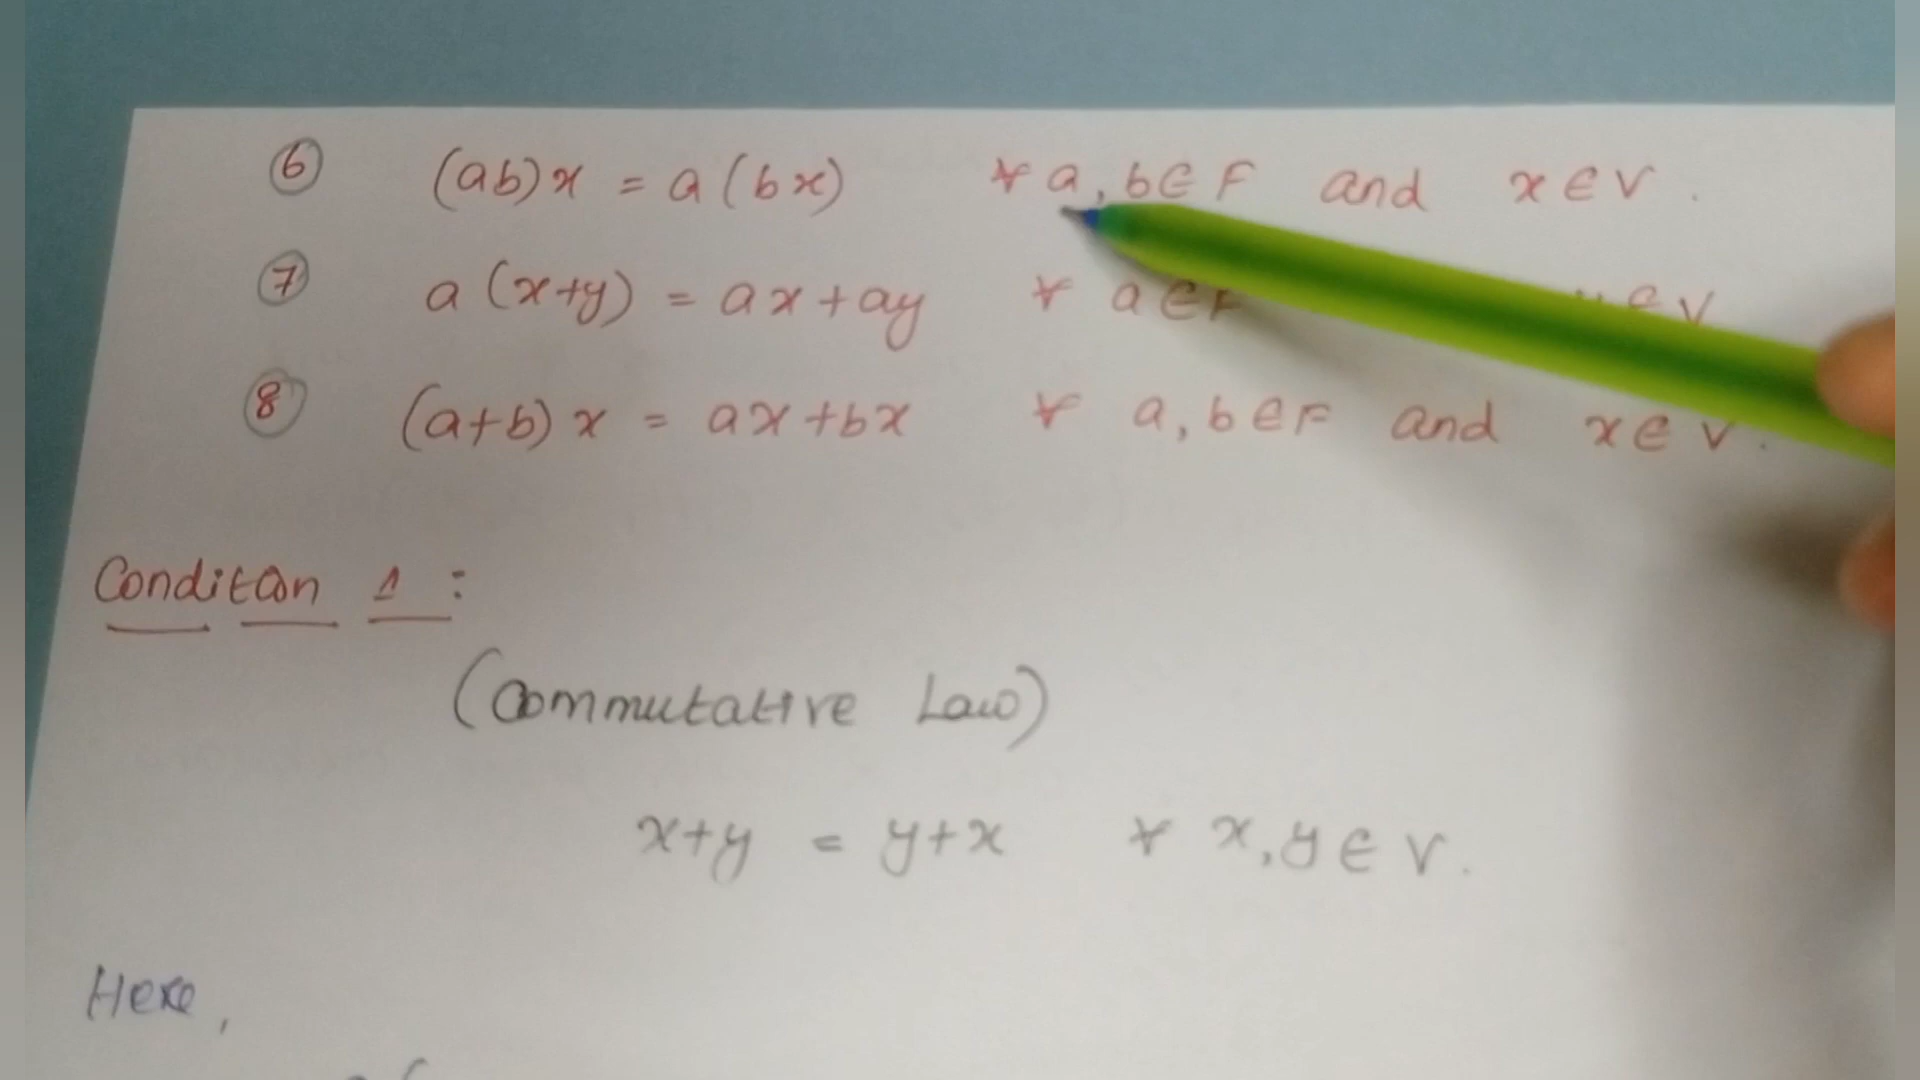 ⑥ (ab)x = a(bx) ∀ a, b∈F and x∈V.
⑦ a(x+y) = ax+ay ∀ a∈F ∈V
⑧ (a+b)x = ax+bx ∀ a, b∈F and x∈V.
Condition 1 :
(Commutative Law)
x+y = y+x ∀ x, y∈V.
Here,